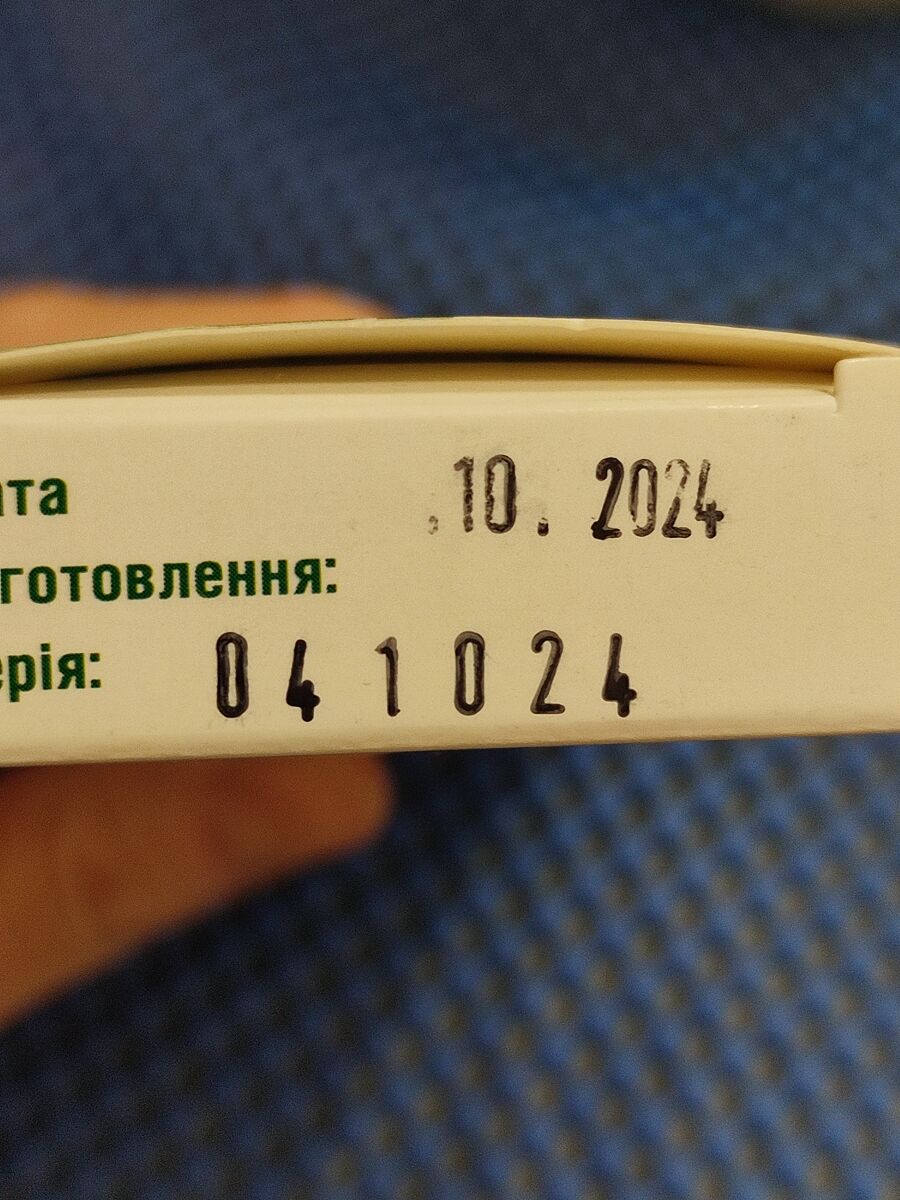 ата .10. 2024
готовлення:
ерія: 041024